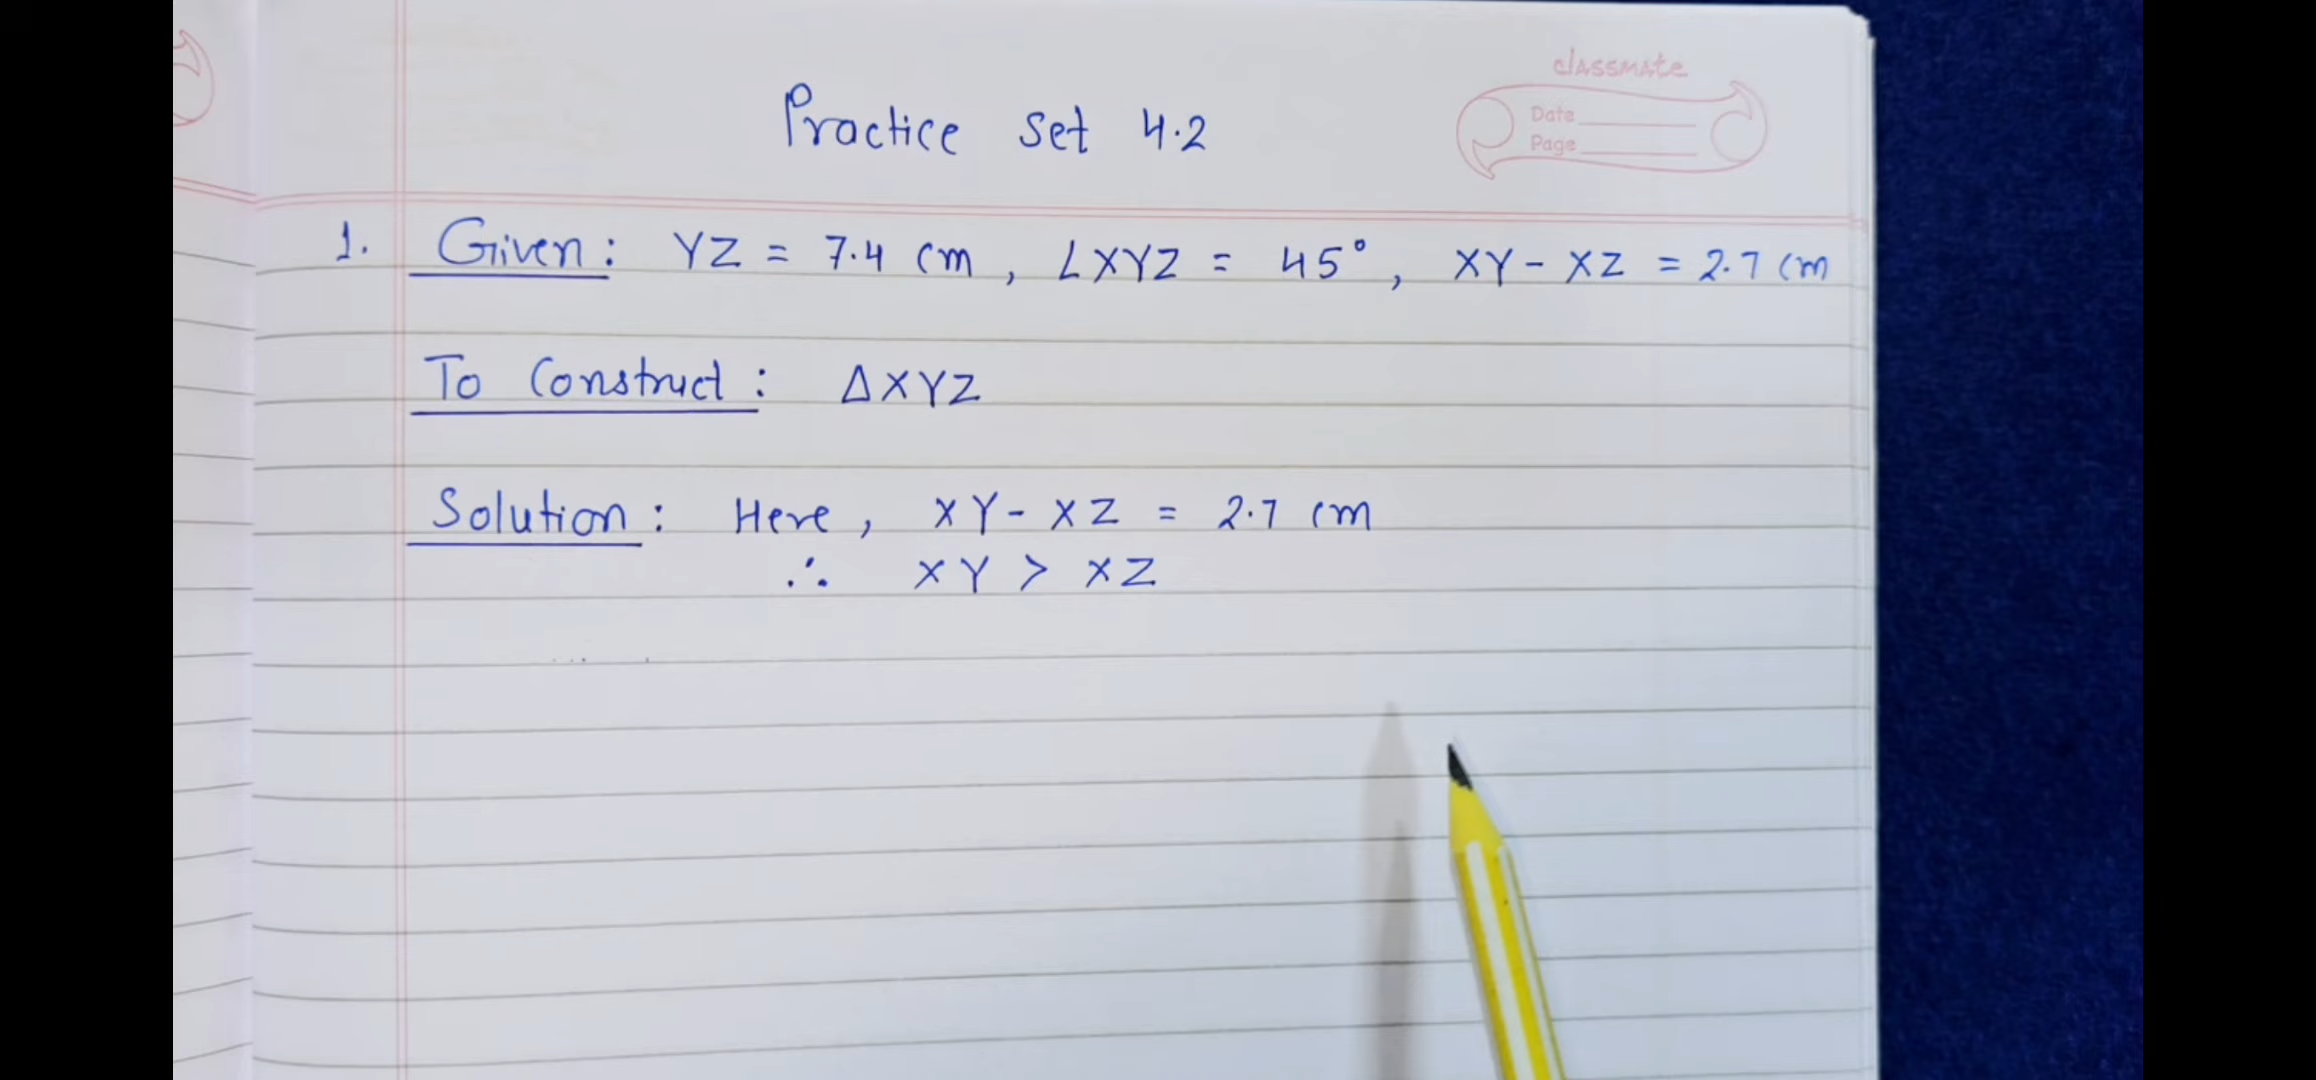 classmate
Date
Page
Practice set 4.2
1. Given: YZ = 7.4 cm, ∠XYZ = 45°, XY - XZ = 2.7 cm
To Construct: ΔXYZ
Solution: Here, XY - XZ = 2.7 cm
∴ XY > XZ